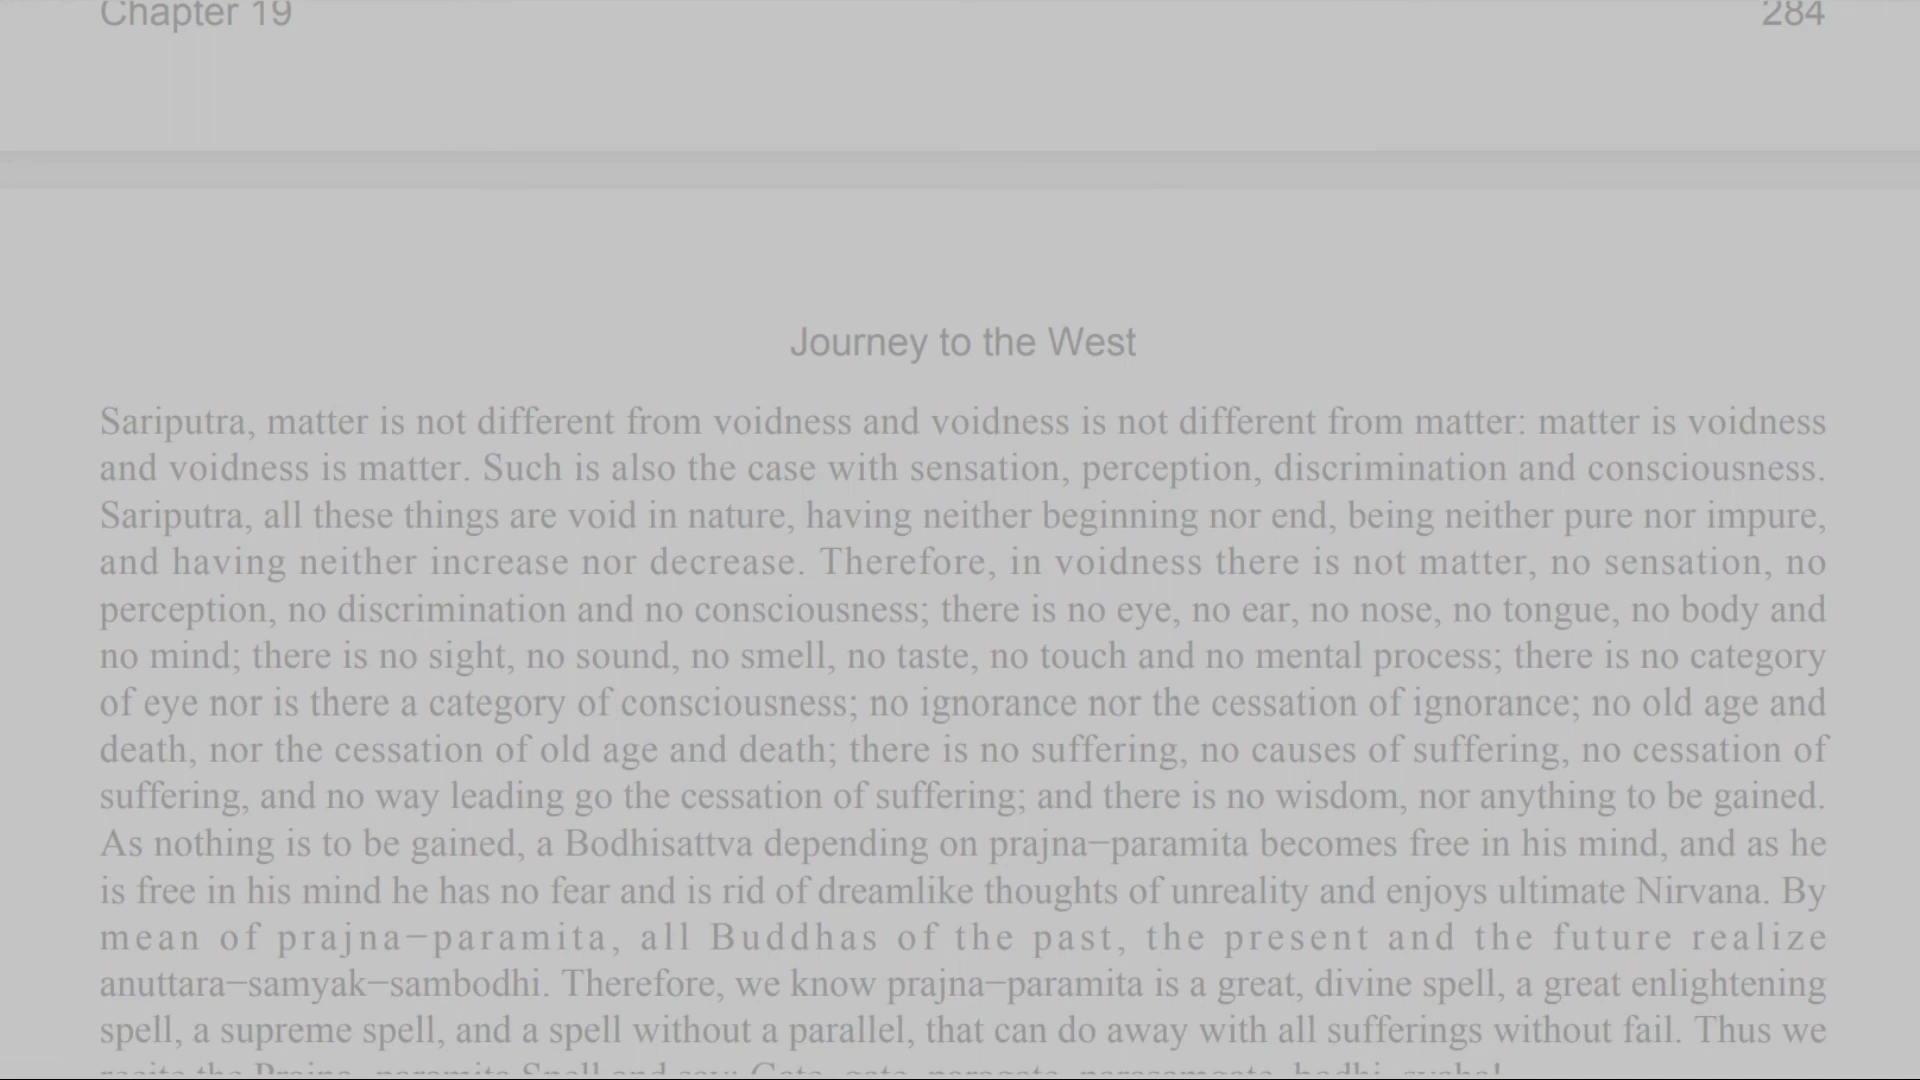 Chapter 19
284
Journey to the West
Sariputra, matter is not different from voidness and voidness is not different from matter: matter is voidness
and voidness is matter. Such is also the case with sensation, perception, discrimination and consciousness.
Sariputra, all these things are void in nature, having neither beginning nor end, being neither pure nor impure,
and having neither increase nor decrease. Therefore, in voidness there is not matter, no sensation, no
perception, no discrimination and no consciousness; there is no eye, no ear, no nose, no tongue, no body and
no mind; there is no sight, no sound, no smell, no taste, no touch and no mental process; there is no category
of eye nor is there a category of consciousness; no ignorance nor the cessation of ignorance; no old age and
death, nor the cessation of old age and death; there is no suffering, no causes of suffering, no cessation of
suffering, and no way leading go the cessation of suffering; and there is no wisdom, nor anything to be gained.
As nothing is to be gained, a Bodhisattva depending on prajna−paramita becomes free in his mind, and as he
is free in his mind he has no fear and is rid of dreamlike thoughts of unreality and enjoys ultimate Nirvana. By
mean of prajna−paramita, all Buddhas of the past, the present and the future realize
anuttara−samyak−sambodhi. Therefore, we know prajna−paramita is a great, divine spell, a great enlightening
spell, a supreme spell, and a spell without a parallel, that can do away with all sufferings without fail. Thus we
recite the Prajna−paramita Spell and say: Gate, gate, paragate, parasamgate, bodhi, svaha!